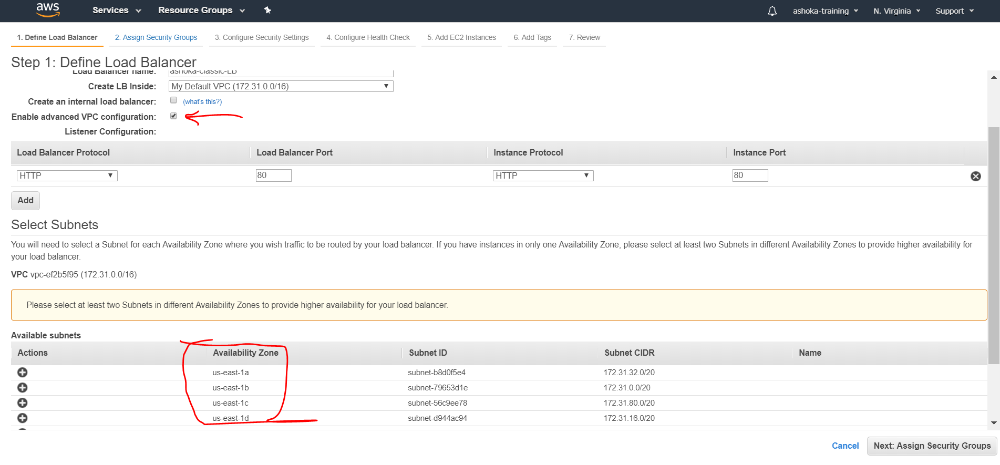 aws Services Resource Groups ashoka-training N. Virginia Support
1. Define Load Balancer 2. Assign Security Groups 3. Configure Security Settings 4. Configure Health Check 5. Add EC2 Instances 6. Add Tags 7. Review
Step 1: Define Load Balancer
Load Balancer name: ashoka-classic-LB
Create LB Inside: My Default VPC (172.31.0.0/16)
Create an internal load balancer: (what's this?)
Enable advanced VPC configuration:
Listener Configuration:
Load Balancer Protocol Load Balancer Port Instance Protocol Instance Port
HTTP 80 HTTP 80
Add
Select Subnets
You will need to select a Subnet for each Availability Zone where you wish traffic to be routed by your load balancer. If you have instances in only one Availability Zone, please select at least two Subnets in different Availability Zones to provide higher availability for
your load balancer.
VPC vpc-ef2b5f95 (172.31.0.0/16)
Please select at least two Subnets in different Availability Zones to provide higher availability for your load balancer.
Available subnets
Actions Availability Zone Subnet ID Subnet CIDR Name
us-east-1a subnet-b8d0f5e4 172.31.32.0/20
us-east-1b subnet-79653d1e 172.31.0.0/20
us-east-1c subnet-56c9ee78 172.31.80.0/20
us-east-1d subnet-d944ac94 172.31.16.0/20
Cancel Next: Assign Security Groups